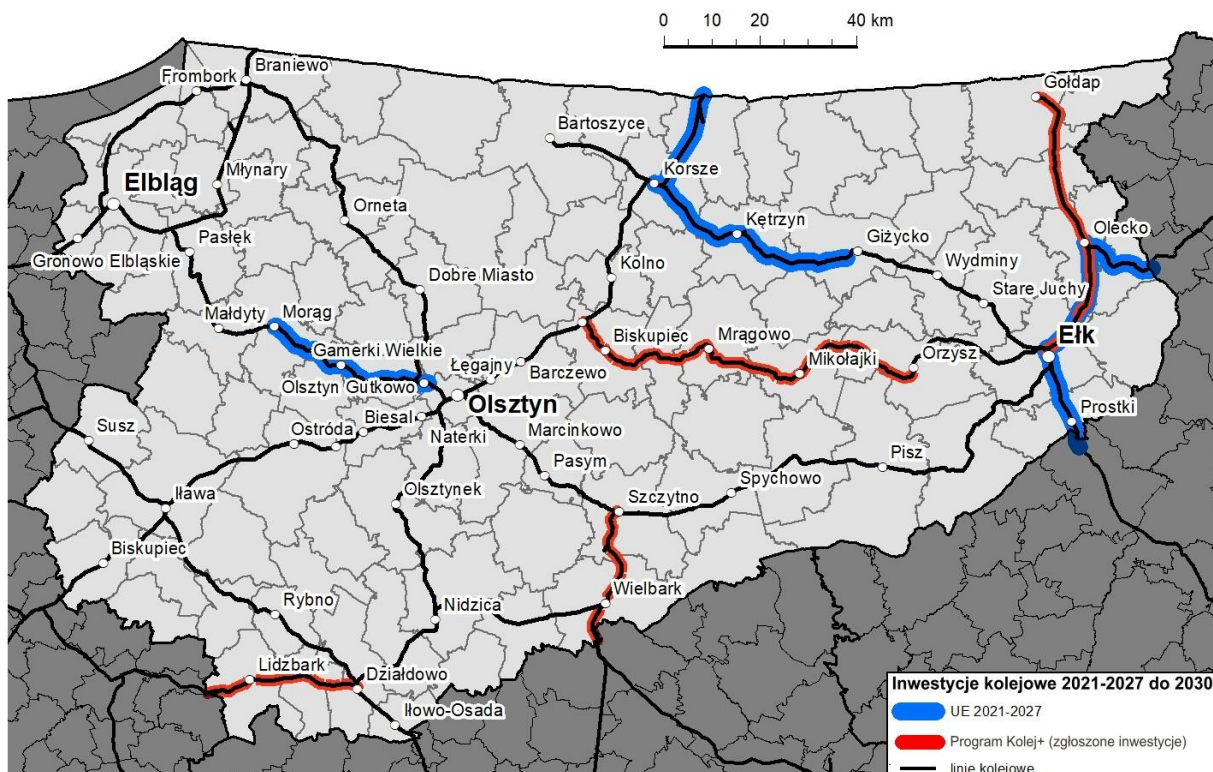 0 10 20 40 km
Braniewo
Frombork
Gołdap
Bartoszyce
Korsze
Młynary
Elbląg
Orneta
Kętrzyn
Olecko
Pasłęk
Giżycko
Gronowo Elbląskie
Wydminy
Dobre Miasto
Kolno
Stare Juchy
Małdyty
Morąg
Biskupiec
Mrągowo
Ełk
Gamerki Wielkie
Łęgajny
Mikołajki
Orzysz
Barczewo
Olsztyn Gutkowo
Olsztyn
Prostki
Biesal
Susz
Ostróda
Naterki
Marcinkowo
Pisz
Pasym
Spychowo
Olsztynek
Szczytno
Iława
Biskupiec
Wielbark
Rybno
Nidzica
Lidzbark
Działdowo
Iłowo-Osada
Inwestycje kolejowe 2021-2027 do 2030
UE 2021-2027
Program Kolej+ (zgłoszone inwestycje)
linie kolejowe